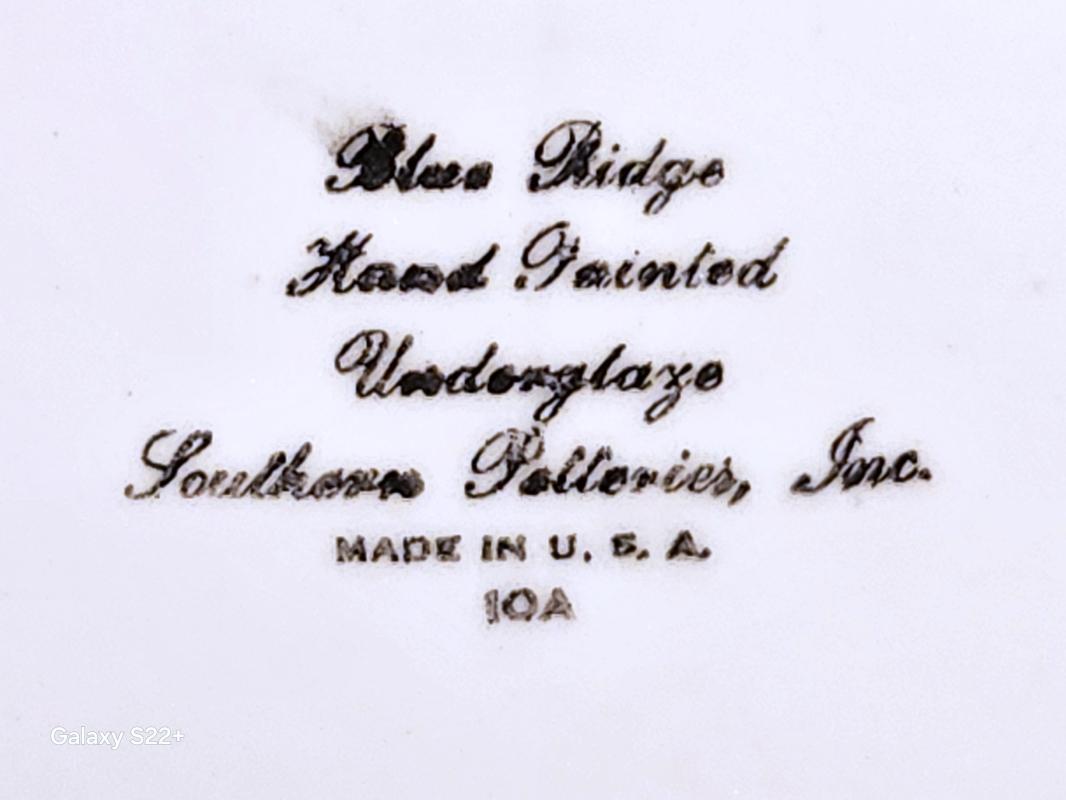 Blue Ridge
Hand Painted
Underglaze
Southern Potteries, Inc.
MADE IN U. S. A.
10A
Galaxy S22+